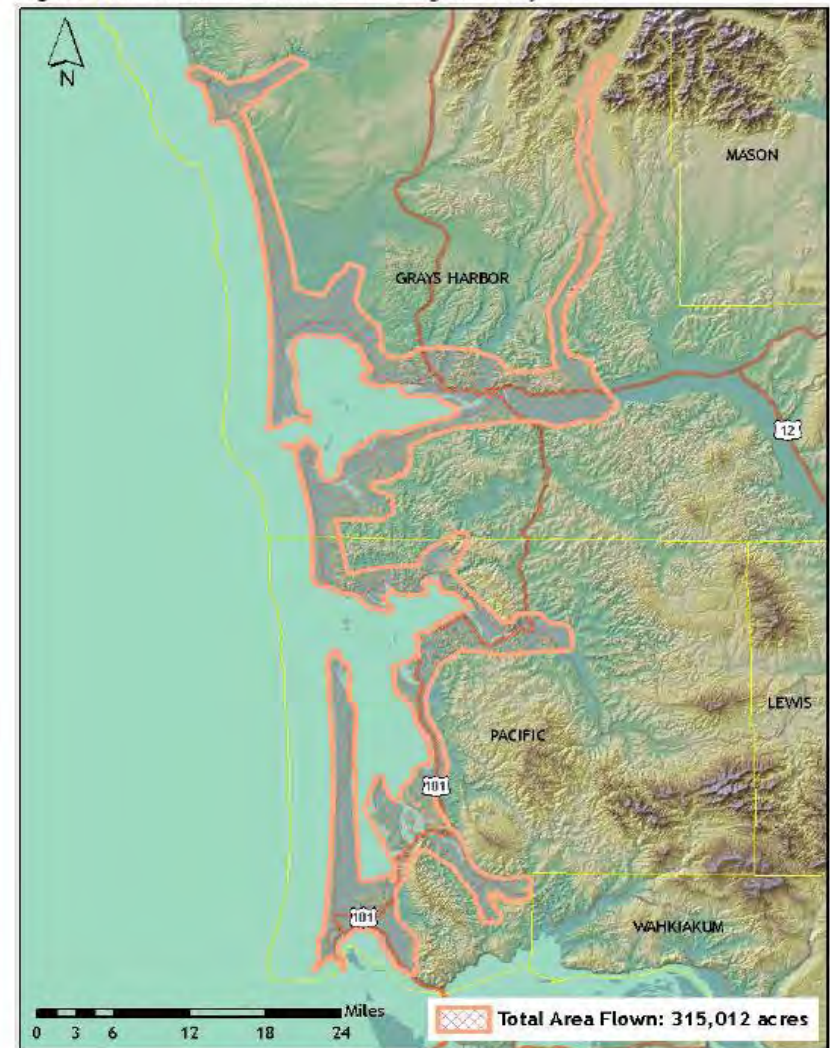 N
MASON
GRAYS HARBOR
12
LEWIS
PACIFIC
101
101
WAHKIAKUM
Miles
0 3 6 12 18 24
Total Area Flown: 315,012 acres